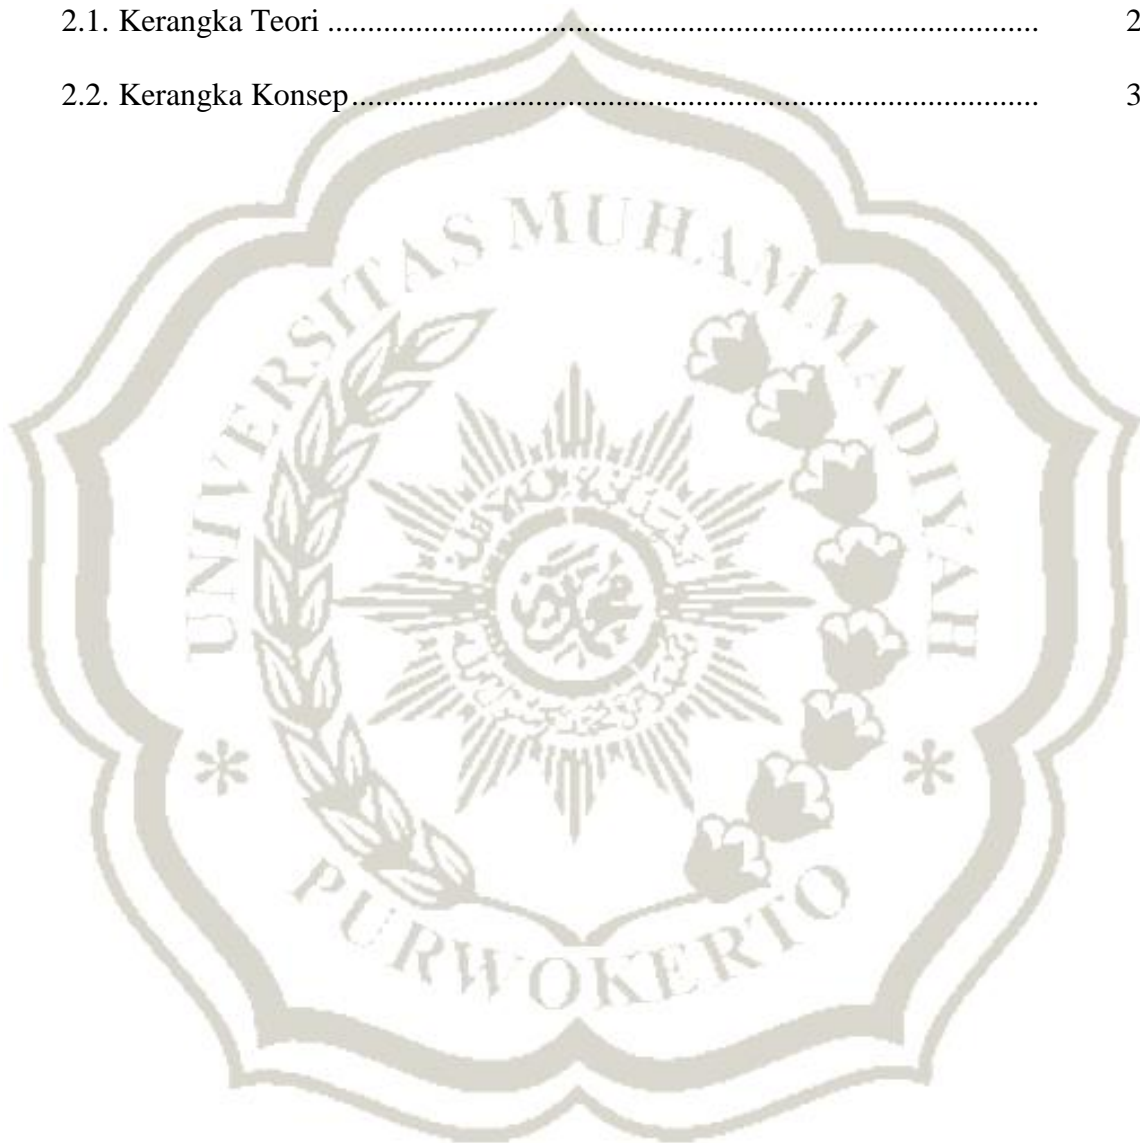 2.1. Kerangka Teori ........................................................................................ 2
2.2. Kerangka Konsep..................................................................................... 3
UNIVERSITAS MUHAMMADIYAH
* *
PURWOKERTO